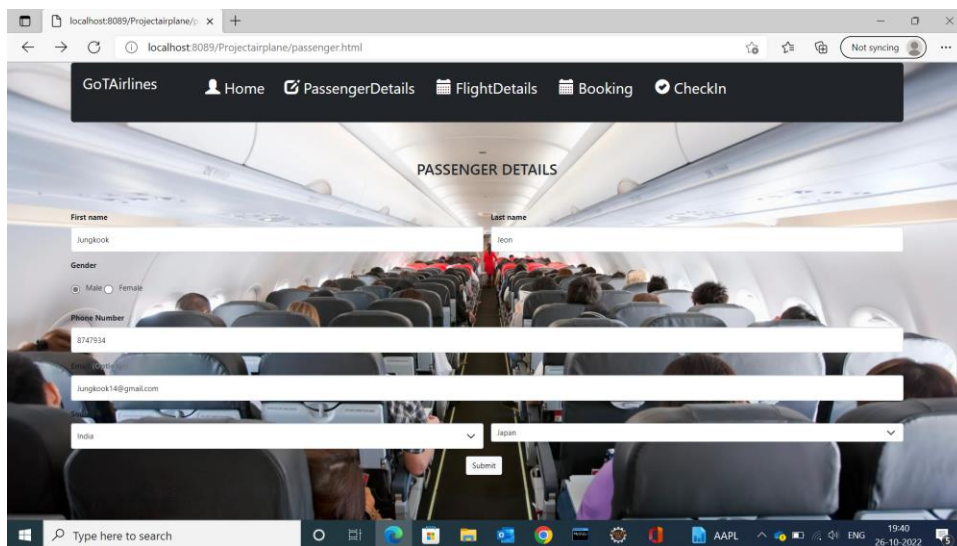 localhost:8089/Projectairplane/p
localhost:8089/Projectairplane/passenger.html
Not syncing
GoTAirlines Home PassengerDetails FlightDetails Booking CheckIn
PASSENGER DETAILS
First name Last name
Jungkook Jeon
Gender
Male Female
Phone Number
8747934
Jungkook14@gmail.com
India Japan
Submit
Type here to search AAPL ENG 19:40
26-10-2022